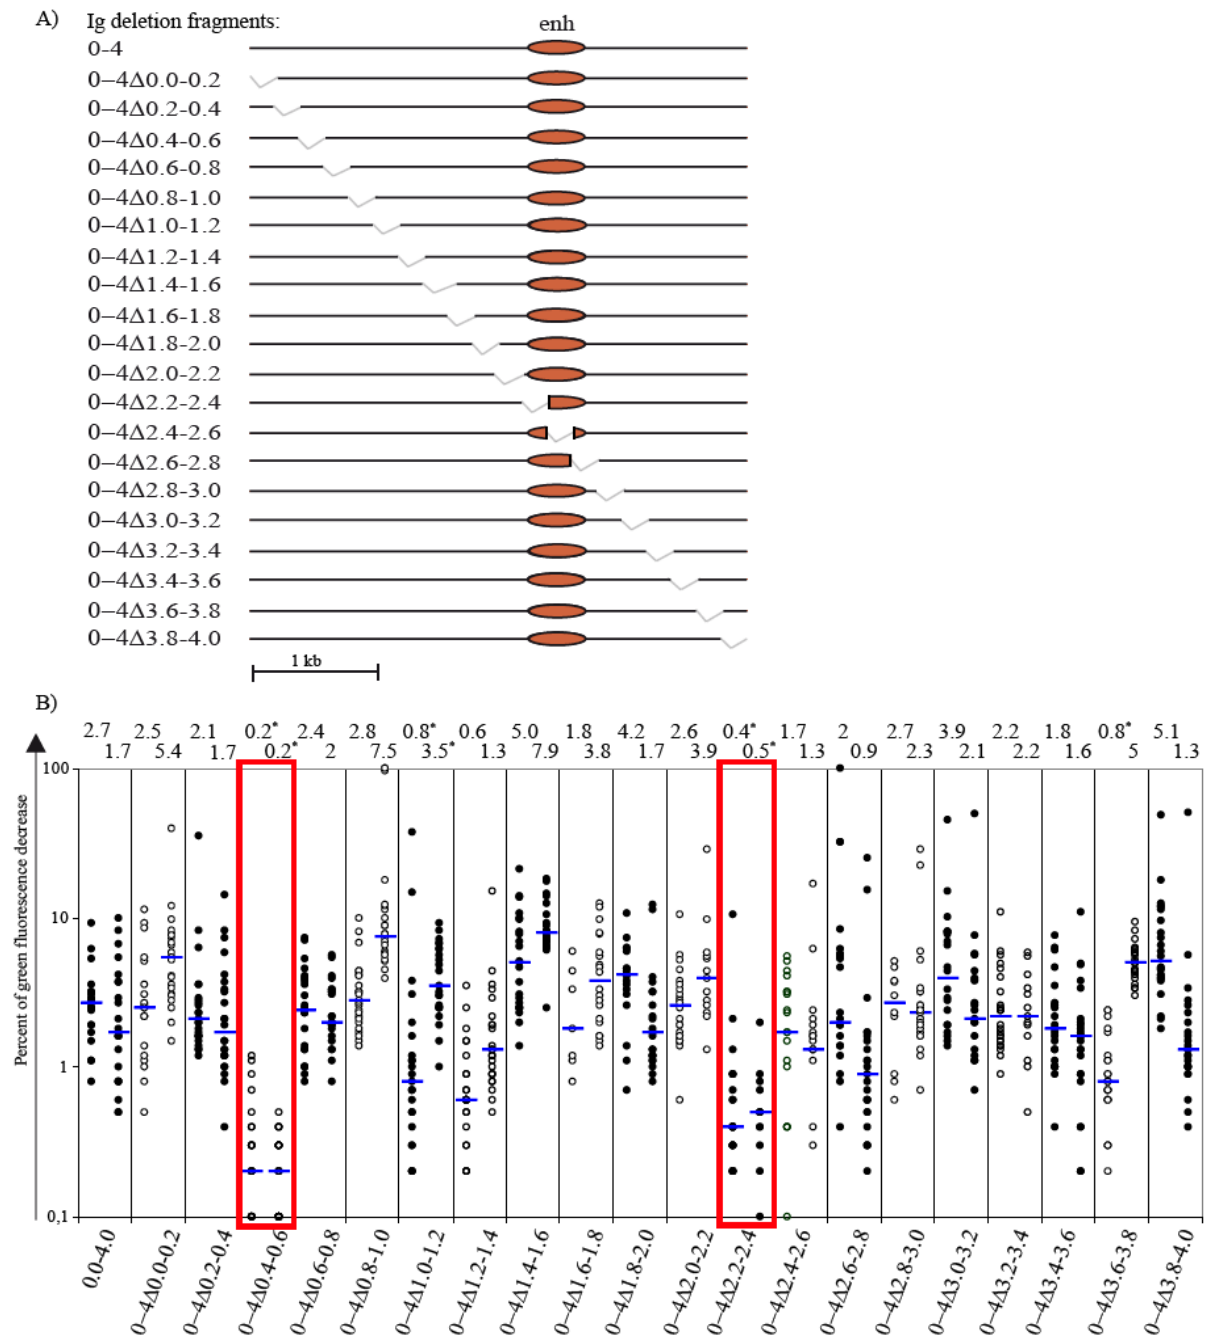 A) Ig deletion fragments: enh
0-4
0−4Δ0.0-0.2
0−4Δ0.2-0.4
0−4Δ0.4-0.6
0−4Δ0.6-0.8
0−4Δ0.8-1.0
0−4Δ1.0-1.2
0−4Δ1.2-1.4
0−4Δ1.4-1.6
0−4Δ1.6-1.8
0−4Δ1.8-2.0
0−4Δ2.0-2.2
0−4Δ2.2-2.4
0−4Δ2.4-2.6
0−4Δ2.6-2.8
0−4Δ2.8-3.0
0−4Δ3.0-3.2
0−4Δ3.2-3.4
0−4Δ3.4-3.6
0−4Δ3.6-3.8
0−4Δ3.8-4.0
1 kb
B)
2.7 2.5 2.1 0.2* 2.4 2.8 0.8* 0.6 5.0 1.8 4.2 2.6 0.4* 1.7 2 2.7 3.9 2.2 1.8 0.8* 5.1
1.7 5.4 1.7 0.2* 2 7.5 3.5* 1.3 7.9 3.8 1.7 3.9 0.5* 1.3 0.9 2.3 2.1 2.2 1.6 5 1.3
Percent of green fluorescence decrease
100
10
1
0,1
0.0-4.0
0−4Δ0.0-0.2
0−4Δ0.2-0.4
0−4Δ0.4-0.6
0−4Δ0.6-0.8
0−4Δ0.8-1.0
0−4Δ1.0-1.2
0−4Δ1.2-1.4
0−4Δ1.4-1.6
0−4Δ1.6-1.8
0−4Δ1.8-2.0
0−4Δ2.0-2.2
0−4Δ2.2-2.4
0−4Δ2.4-2.6
0−4Δ2.6-2.8
0−4Δ2.8-3.0
0−4Δ3.0-3.2
0−4Δ3.2-3.4
0−4Δ3.4-3.6
0−4Δ3.6-3.8
0−4Δ3.8-4.0